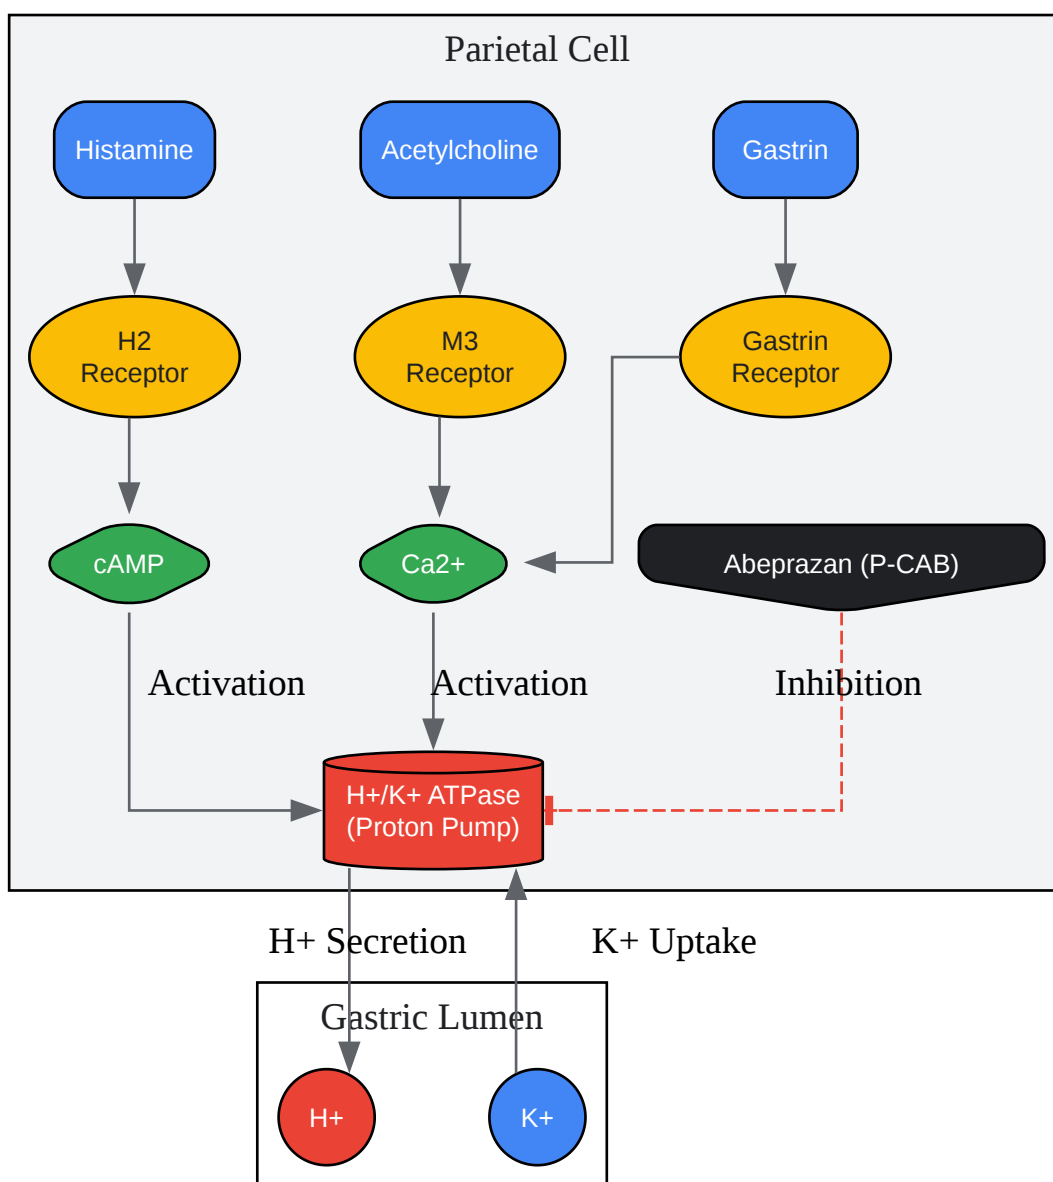 Parietal Cell
Histamine
Acetylcholine
Gastrin
H2
Receptor
M3
Receptor
Gastrin
Receptor
cAMP
Ca2+
Abeprazan (P-CAB)
Activation
Activation
Inhibition
H+/K+ ATPase
(Proton Pump)
H+ Secretion
K+ Uptake
Gastric Lumen
H+
K+